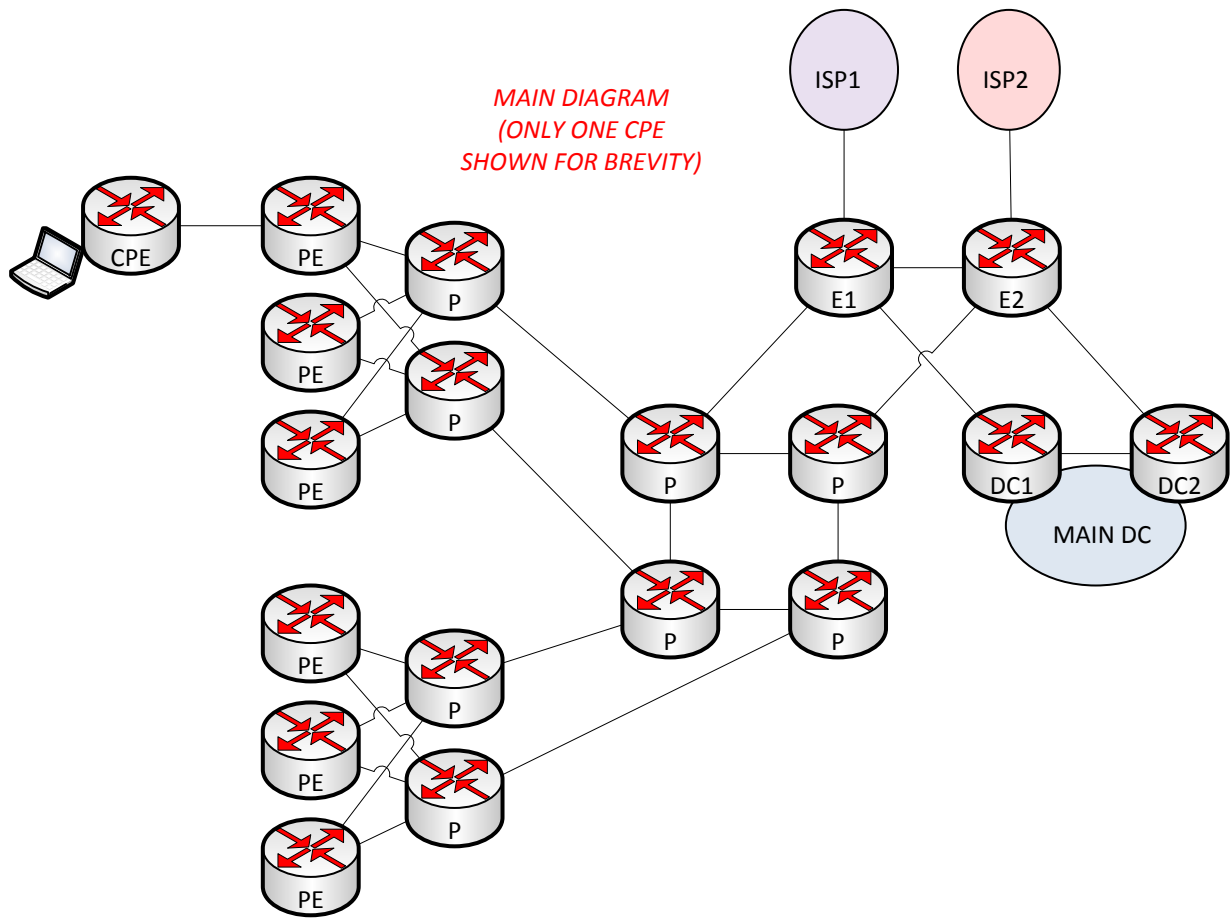 ISP1
ISP2
MAIN DIAGRAM
(ONLY ONE CPE
SHOWN FOR BREVITY)
CPE
PE
P
E1
E2
PE
P
PE
P
P
DC1
DC2
MAIN DC
PE
P
P
P
PE
P
PE